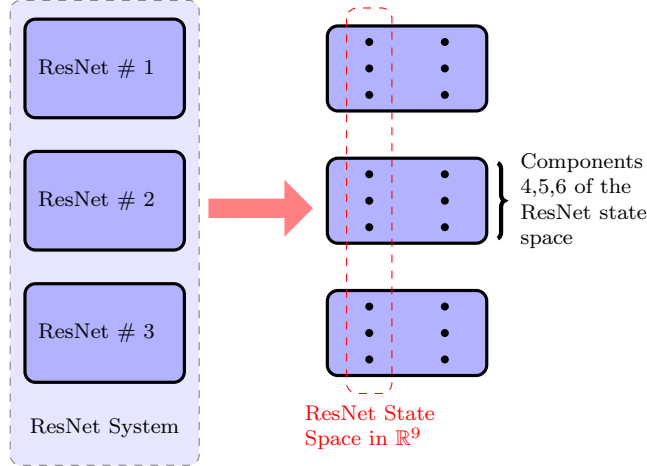 ResNet # 1
ResNet # 2
ResNet # 3
ResNet System
Components
4,5,6 of the
ResNet state
space
ResNet State
Space in ℝ⁹